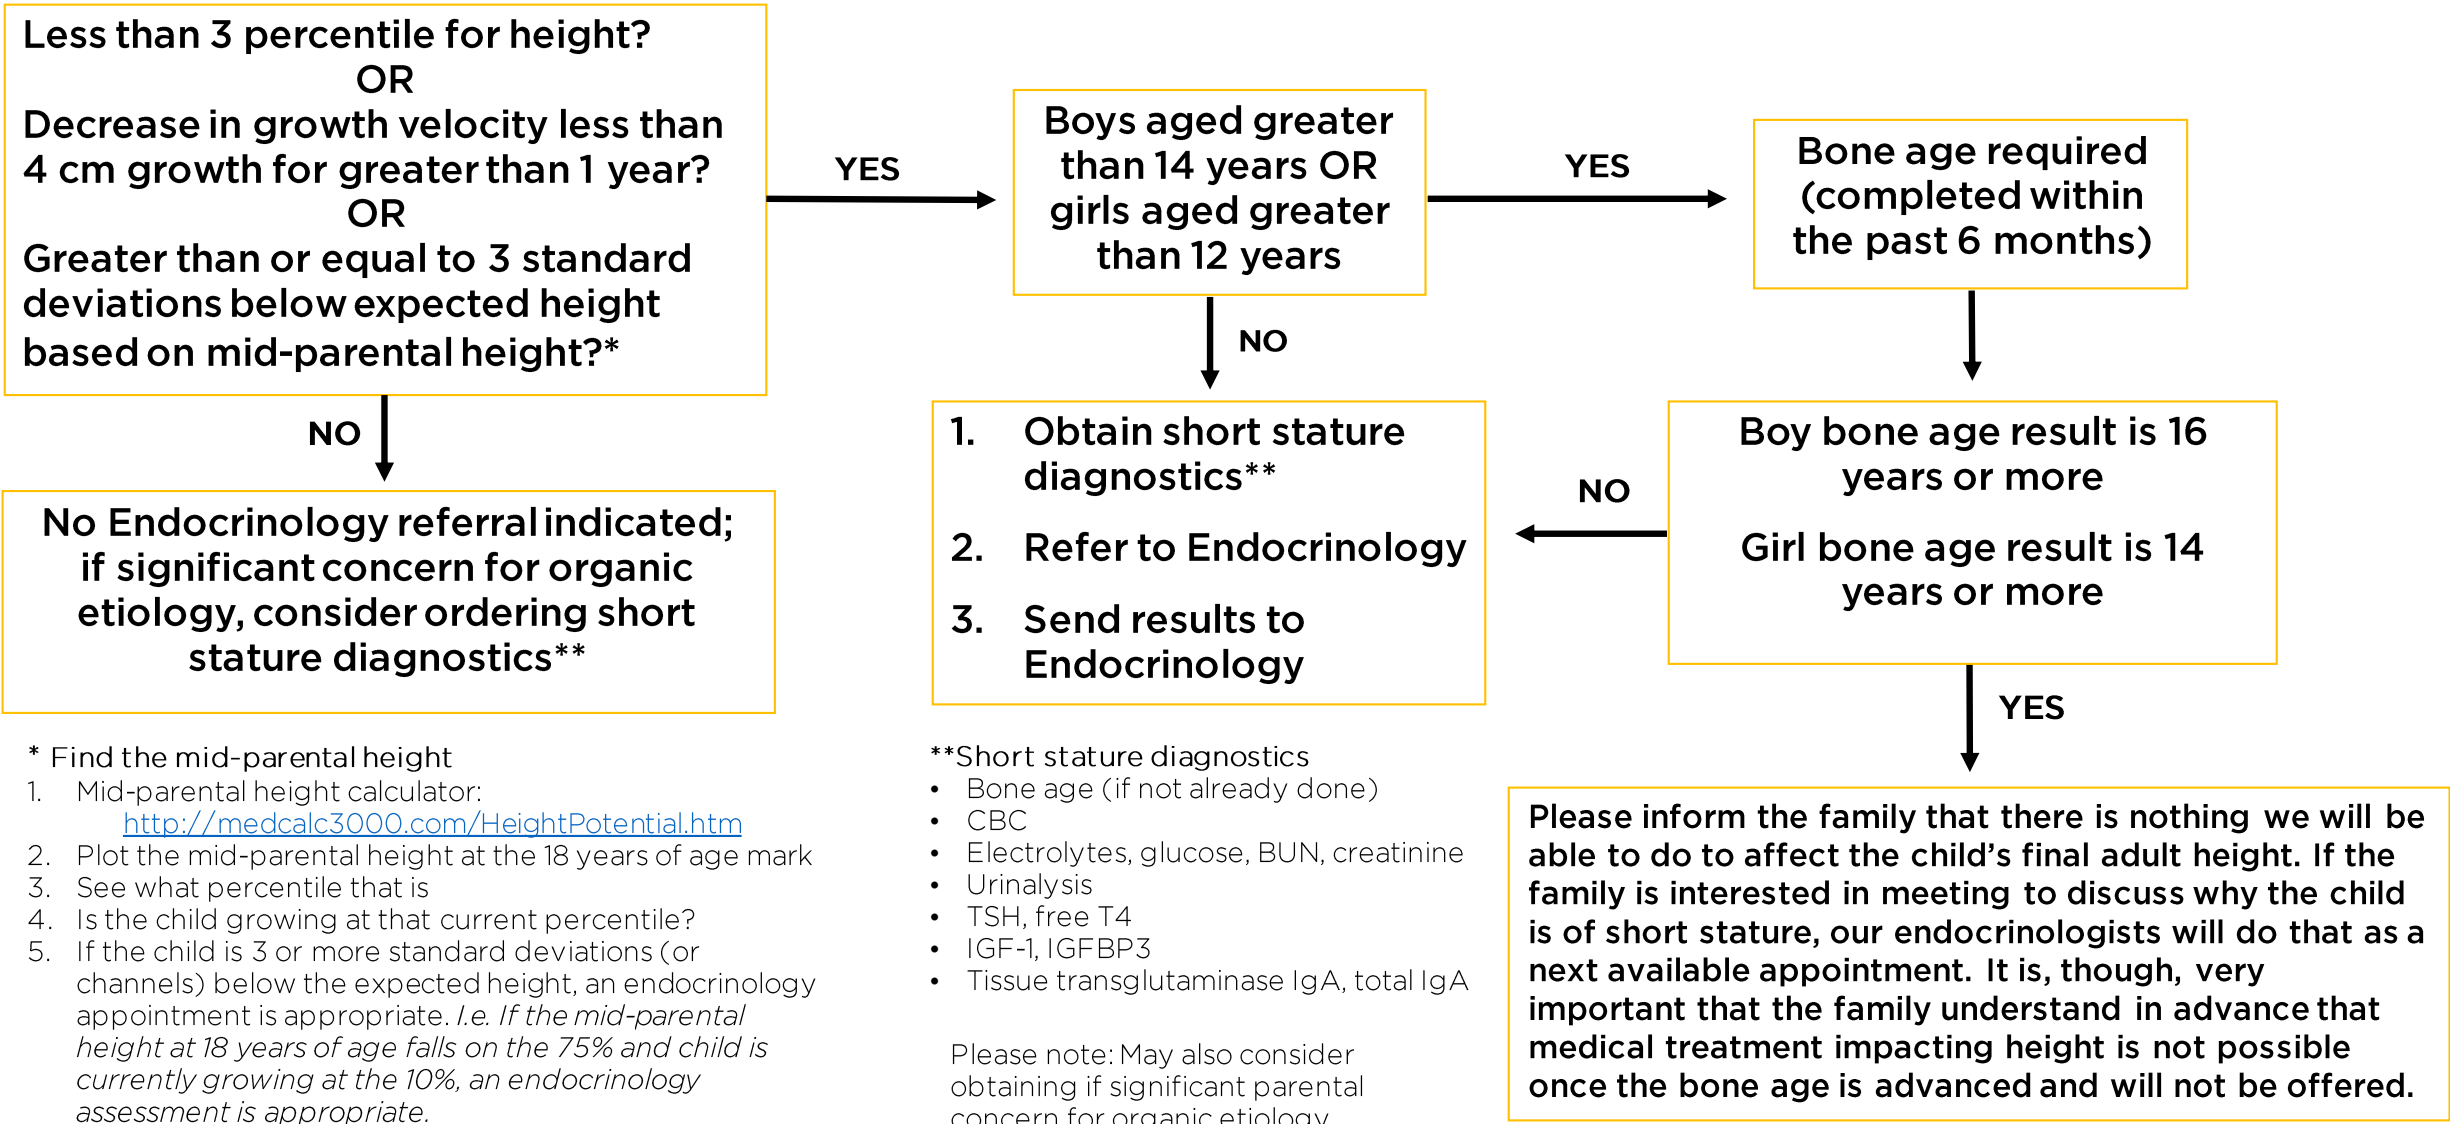 Less than 3 percentile for height?
OR
Decrease in growth velocity less than
4 cm growth for greater than 1 year?
OR
Greater than or equal to 3 standard
deviations below expected height
based on mid-parental height?*
YES
Boys aged greater
than 14 years OR
girls aged greater
than 12 years
YES
Bone age required
(completed within
the past 6 months)
NO
NO
No Endocrinology referral indicated;
if significant concern for organic
etiology, consider ordering short
stature diagnostics**
1. Obtain short stature
diagnostics**
2. Refer to Endocrinology
3. Send results to
Endocrinology
NO
Boy bone age result is 16
years or more
Girl bone age result is 14
years or more
YES
* Find the mid-parental height
1. Mid-parental height calculator:
http://medcalc3000.com/HeightPotential.htm
2. Plot the mid-parental height at the 18 years of age mark
3. See what percentile that is
4. Is the child growing at that current percentile?
5. If the child is 3 or more standard deviations (or
channels) below the expected height, an endocrinology
appointment is appropriate. I.e. If the mid-parental
height at 18 years of age falls on the 75% and child is
currently growing at the 10%, an endocrinology
assessment is appropriate.
**Short stature diagnostics
• Bone age (if not already done)
• CBC
• Electrolytes, glucose, BUN, creatinine
• Urinalysis
• TSH, free T4
• IGF-1, IGFBP3
• Tissue transglutaminase IgA, total IgA
Please note: May also consider
obtaining if significant parental
concern for organic etiology
Please inform the family that there is nothing we will be
able to do to affect the child's final adult height. If the
family is interested in meeting to discuss why the child
is of short stature, our endocrinologists will do that as a
next available appointment. It is, though, very
important that the family understand in advance that
medical treatment impacting height is not possible
once the bone age is advanced and will not be offered.